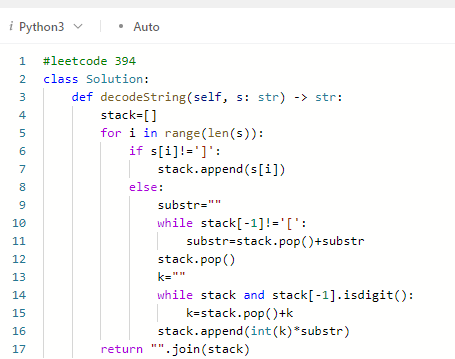 i Python3 • Auto
1 #leetcode 394
2 class Solution:
3     def decodeString(self, s: str) -> str:
4         stack=[]
5         for i in range(len(s)):
6             if s[i]!=']':
7                 stack.append(s[i])
8             else:
9                 substr=""
10                 while stack[-1]!='[':
11                     substr=stack.pop()+substr
12                 stack.pop()
13                 k=""
14                 while stack and stack[-1].isdigit():
15                     k=stack.pop()+k
16                 stack.append(int(k)*substr)
17         return "".join(stack)